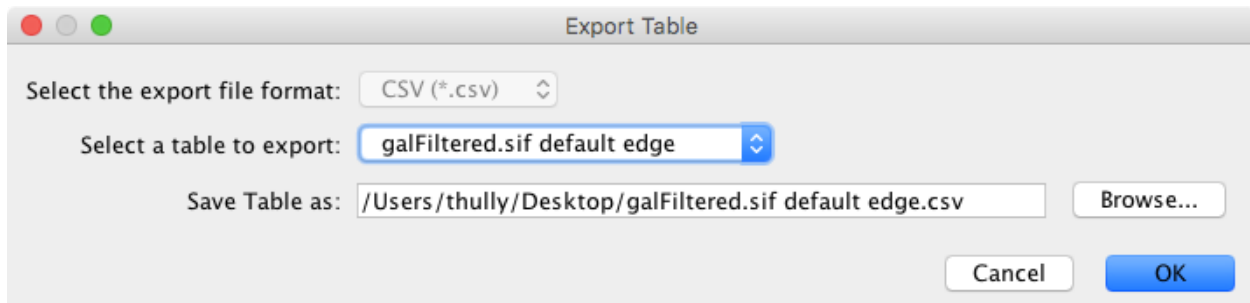 Export Table
Select the export file format: CSV (*.csv)
Select a table to export: galFiltered.sif default edge
Save Table as: /Users/thully/Desktop/galFiltered.sif default edge.csv Browse...
Cancel OK